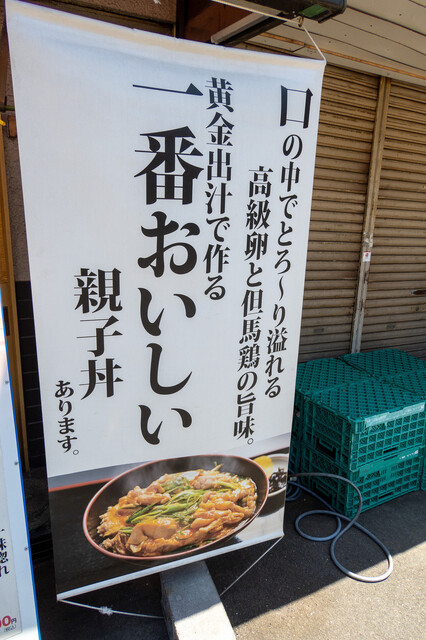 口の中でとろ〜り溢れる
高級卵と但馬鶏の旨味。
黄金出汁で作る
一番おいしい
親子丼
あります。